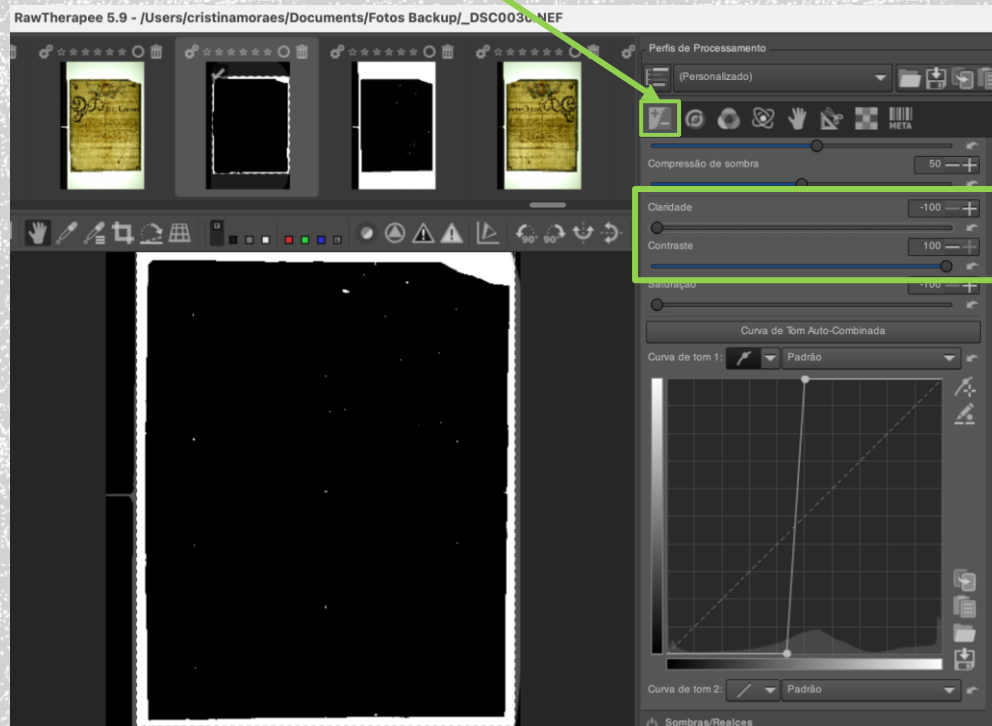 RawTherapee 5.9 - /Users/cristinamoraes/Documents/Fotos Backup/_DSC0030.NEF
Perfis de Processamento
(Personalizado)
META
Compressão de sombra 50
Claridade -100
Contraste 100
Saturação -100
Curva de Tom Auto-Combinada
Curva de tom 1: Padrão
Curva de tom 2: Padrão
Sombras/Realces
90° 90°